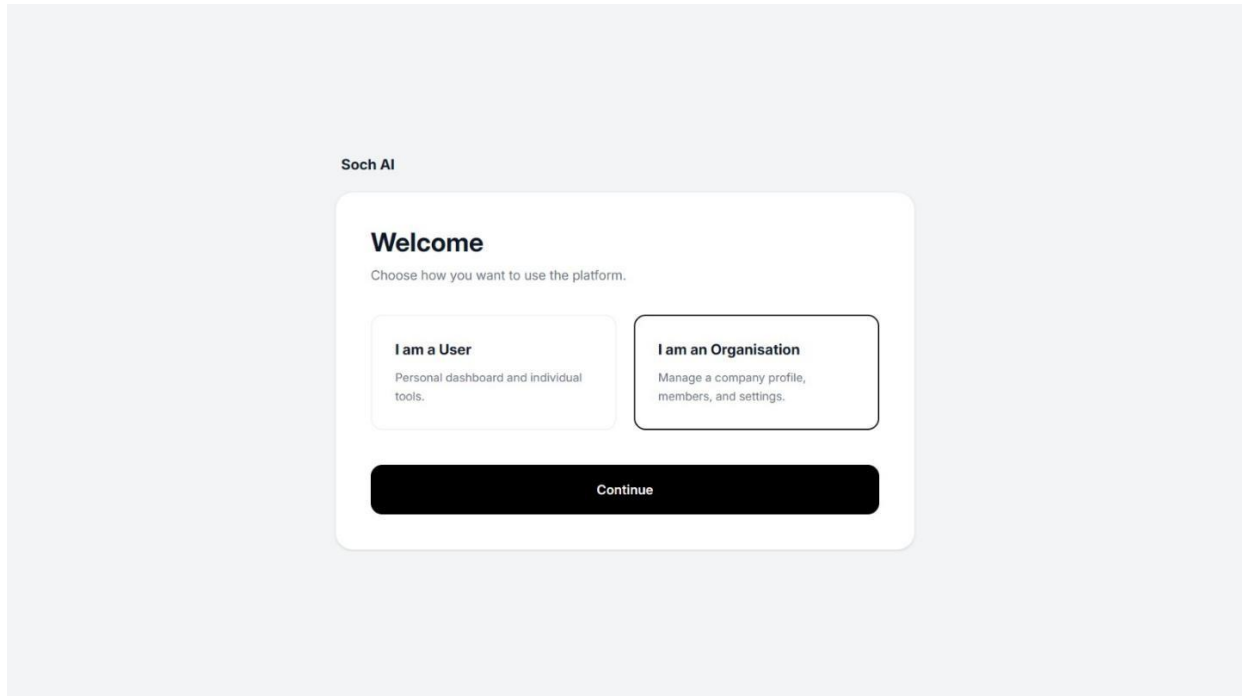 Soch AI
Welcome
Choose how you want to use the platform.
I am a User
Personal dashboard and individual
tools.
I am an Organisation
Manage a company profile,
members, and settings.
Continue